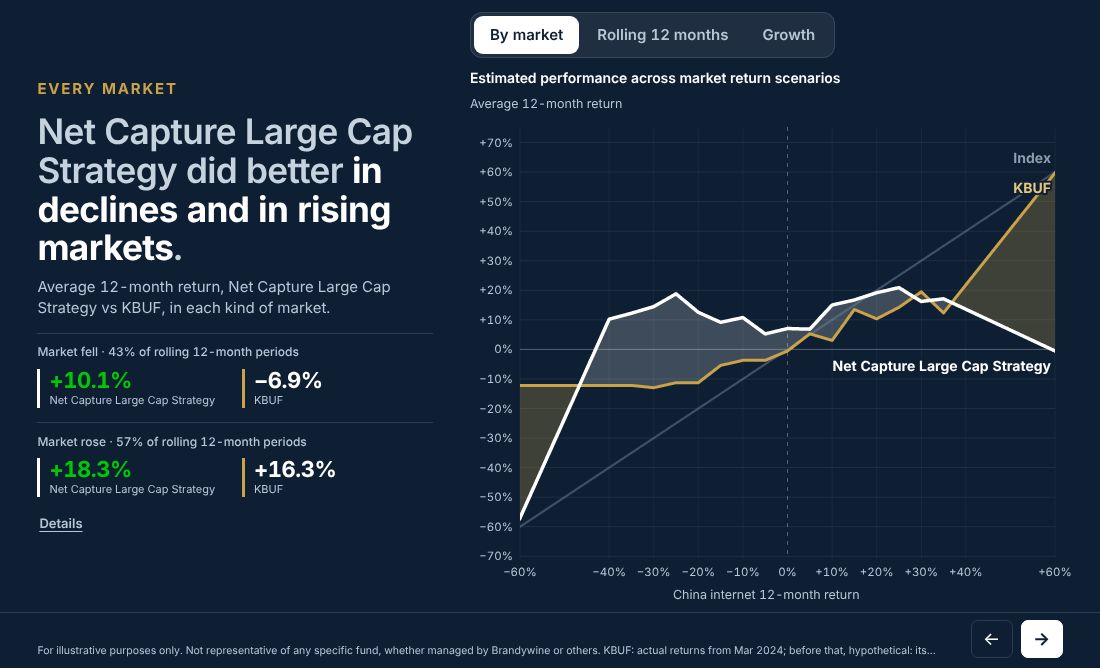 By market
Rolling 12 months
Growth
EVERY MARKET
Net Capture Large Cap
Strategy did better in
declines and in rising
markets.
Average 12-month return, Net Capture Large Cap
Strategy vs KBUF, in each kind of market.
Market fell · 43% of rolling 12-month periods
+10.1%
Net Capture Large Cap Strategy
−6.9%
KBUF
Market rose · 57% of rolling 12-month periods
+18.3%
Net Capture Large Cap Strategy
+16.3%
KBUF
Details
Estimated performance across market return scenarios
Average 12-month return
+70%
+60%
+50%
+40%
+30%
+20%
+10%
0%
−10%
−20%
−30%
−40%
−50%
−60%
−70%
Index
KBUF
Net Capture Large Cap Strategy
−60% −40% −30% −20% −10% 0% +10% +20% +30% +40% +60%
China internet 12-month return
For illustrative purposes only. Not representative of any specific fund, whether managed by Brandywine or others. KBUF: actual returns from Mar 2024; before that, hypothetical: its…